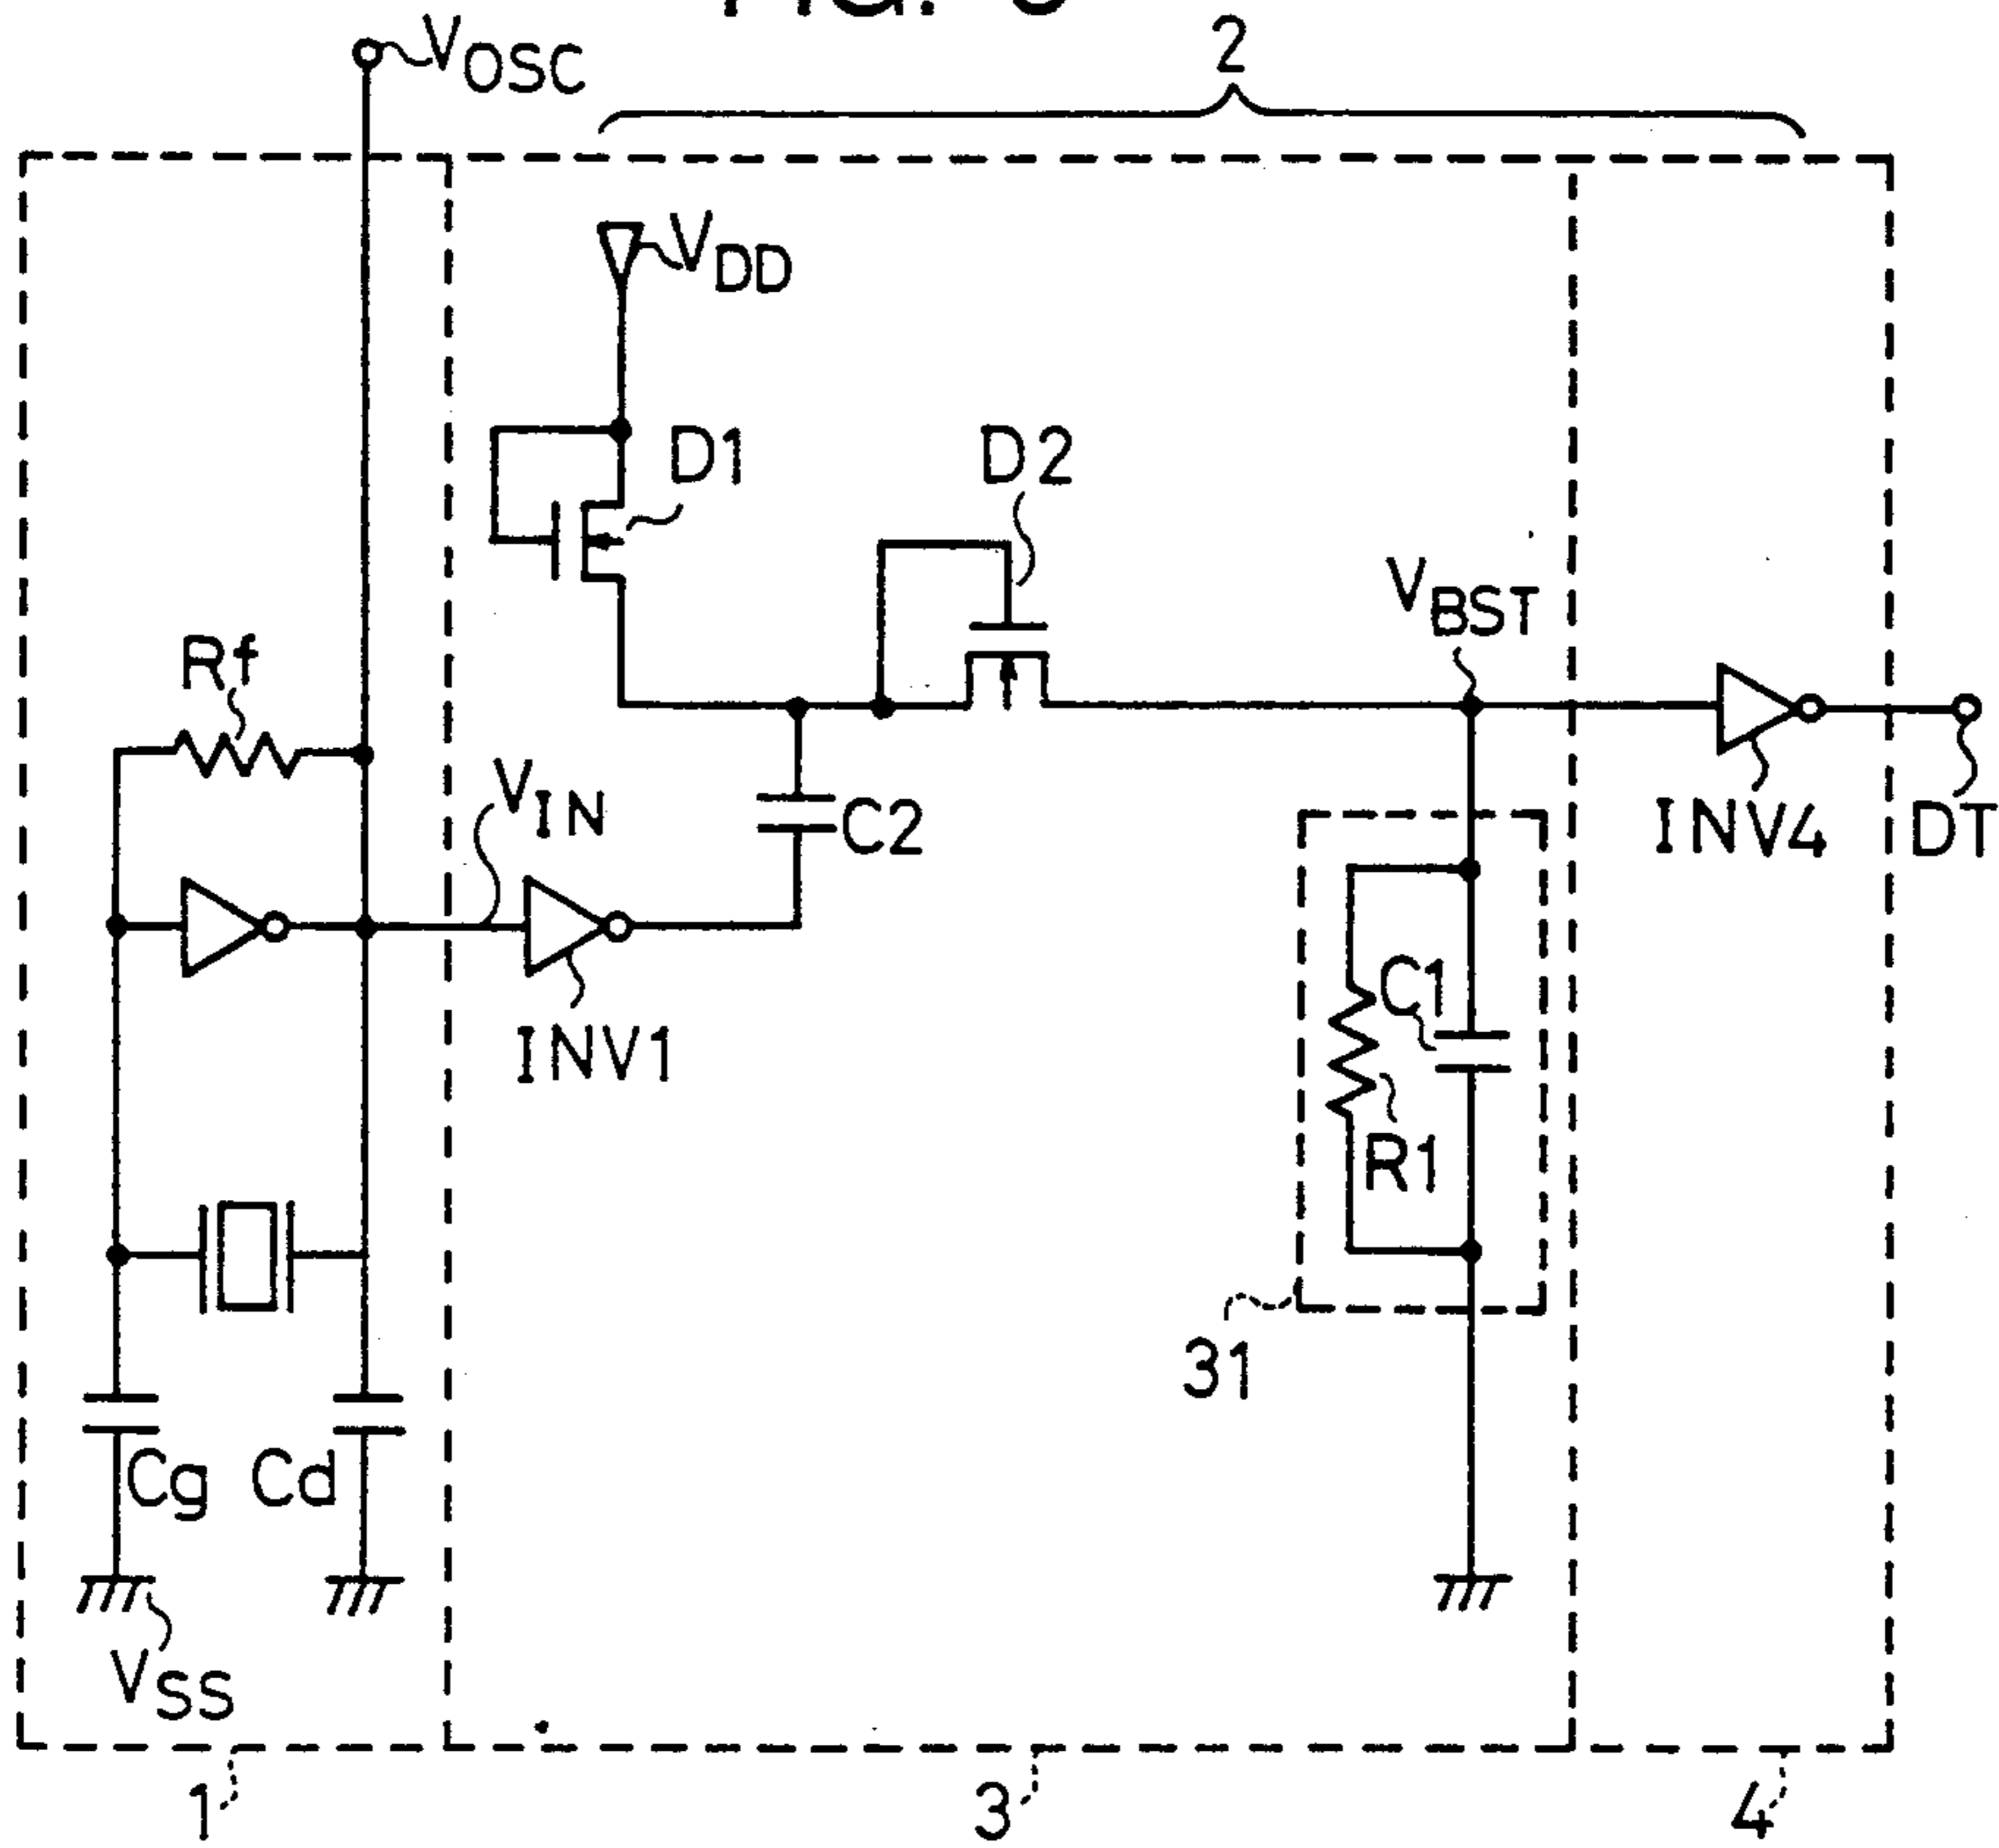 2
VOSC
VDD
D1
D2
VBST
Rf
VIN
C2
INV4
DT
C1
INV1
R1
31
Cg
Cd
VSS
1
3
4